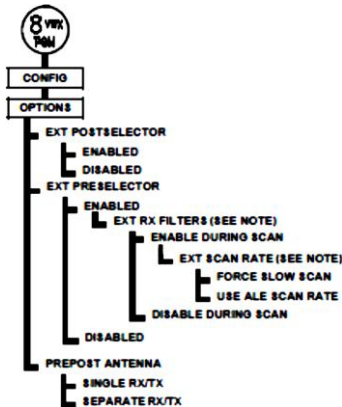 8 VWX
PGM
CONFIG
OPTIONS
EXT POSTSELECTOR
ENABLED
DISABLED
EXT PRESELECTOR
ENABLED
EXT RX FILTERS (SEE NOTE)
ENABLE DURING SCAN
EXT SCAN RATE (SEE NOTE)
FORCE SLOW SCAN
USE ALE SCAN RATE
DISABLE DURING SCAN
DISABLED
PREPOST ANTENNA
SINGLE RX/TX
SEPARATE RX/TX